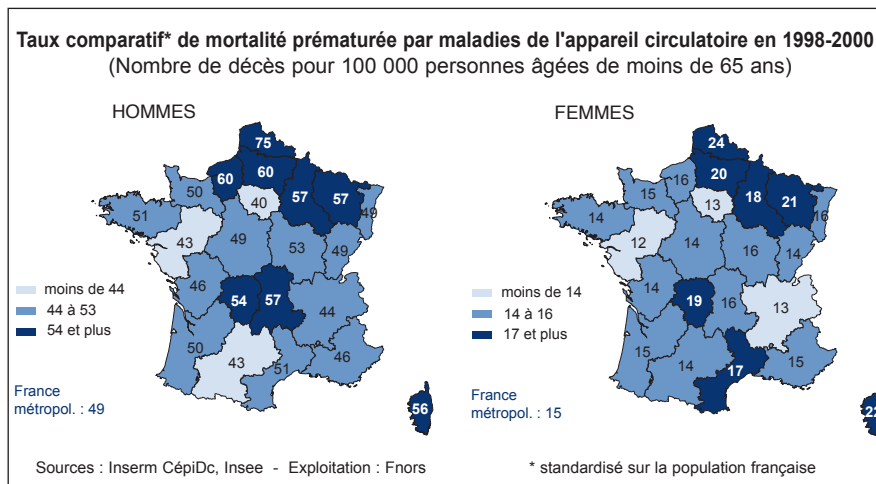 Taux comparatif* de mortalité prématurée par maladies de l'appareil circulatoire en 1998-2000
(Nombre de décès pour 100 000 personnes âgées de moins de 65 ans)
HOMMES
75
60
60
50
57
57
40
49
51
43
49
53
49
46
54
57
44
50
43
51
46
56
moins de 44
44 à 53
54 et plus
France
métropol. : 49
FEMMES
24
20
16
15
18
21
13
16
14
12
14
16
14
14
19
16
13
15
14
17
15
22
moins de 14
14 à 16
17 et plus
France
métropol. : 15
Sources : Inserm CépiDc, Insee - Exploitation : Fnors
* standardisé sur la population française